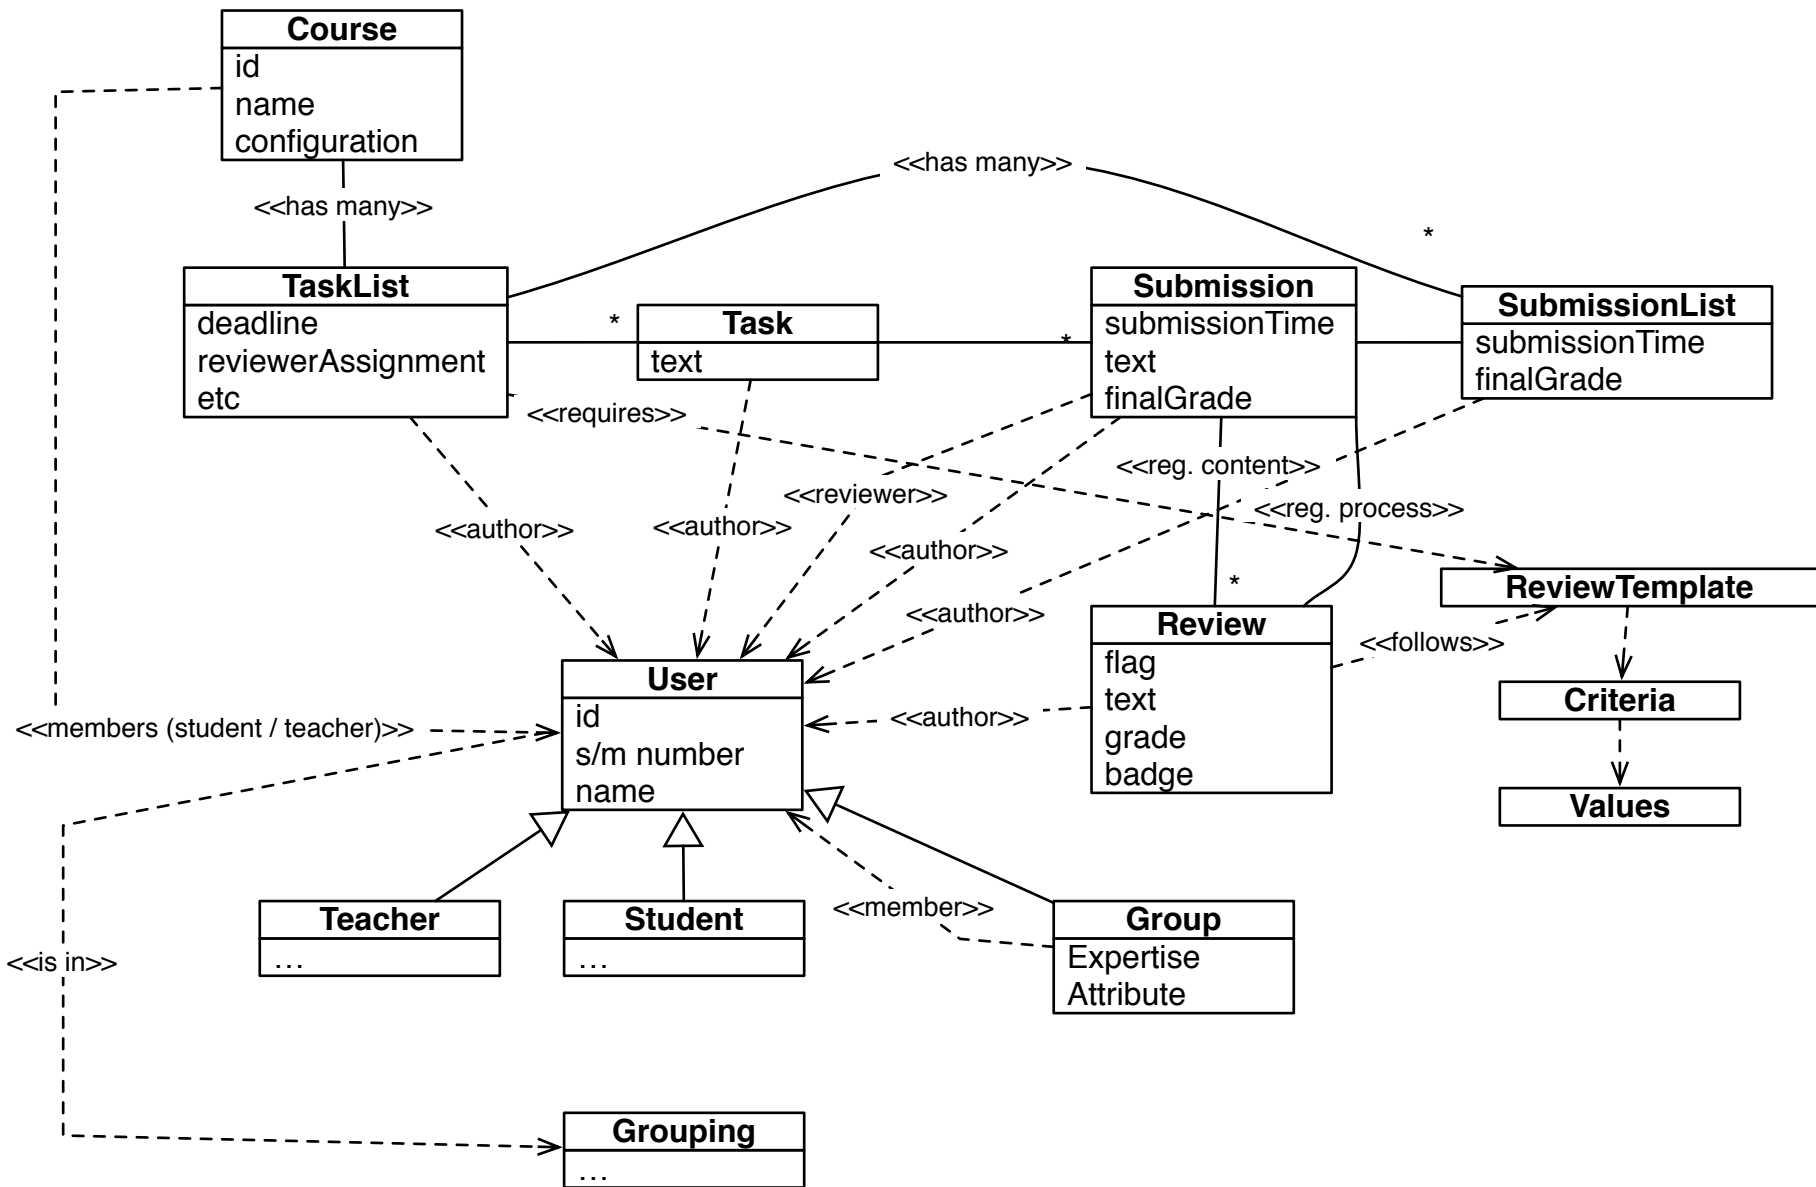 Course
id
name
configuration
<<has many>>
<<has many>>
*
TaskList
deadline
reviewerAssignment
etc
*
Task
text
*
Submission
submissionTime
text
finalGrade
SubmissionList
submissionTime
finalGrade
<<requires>>
<<reg. content>>
<<reviewer>>
<<reg. process>>
<<author>>
<<author>>
<<author>>
*
<<author>>
ReviewTemplate
Review
flag
text
grade
badge
<<follows>>
User
id
s/m number
name
<<author>>
Criteria
<<members (student / teacher)>>
Values
Teacher
...
Student
...
<<member>>
Group
Expertise
Attribute
<<is in>>
Grouping
...